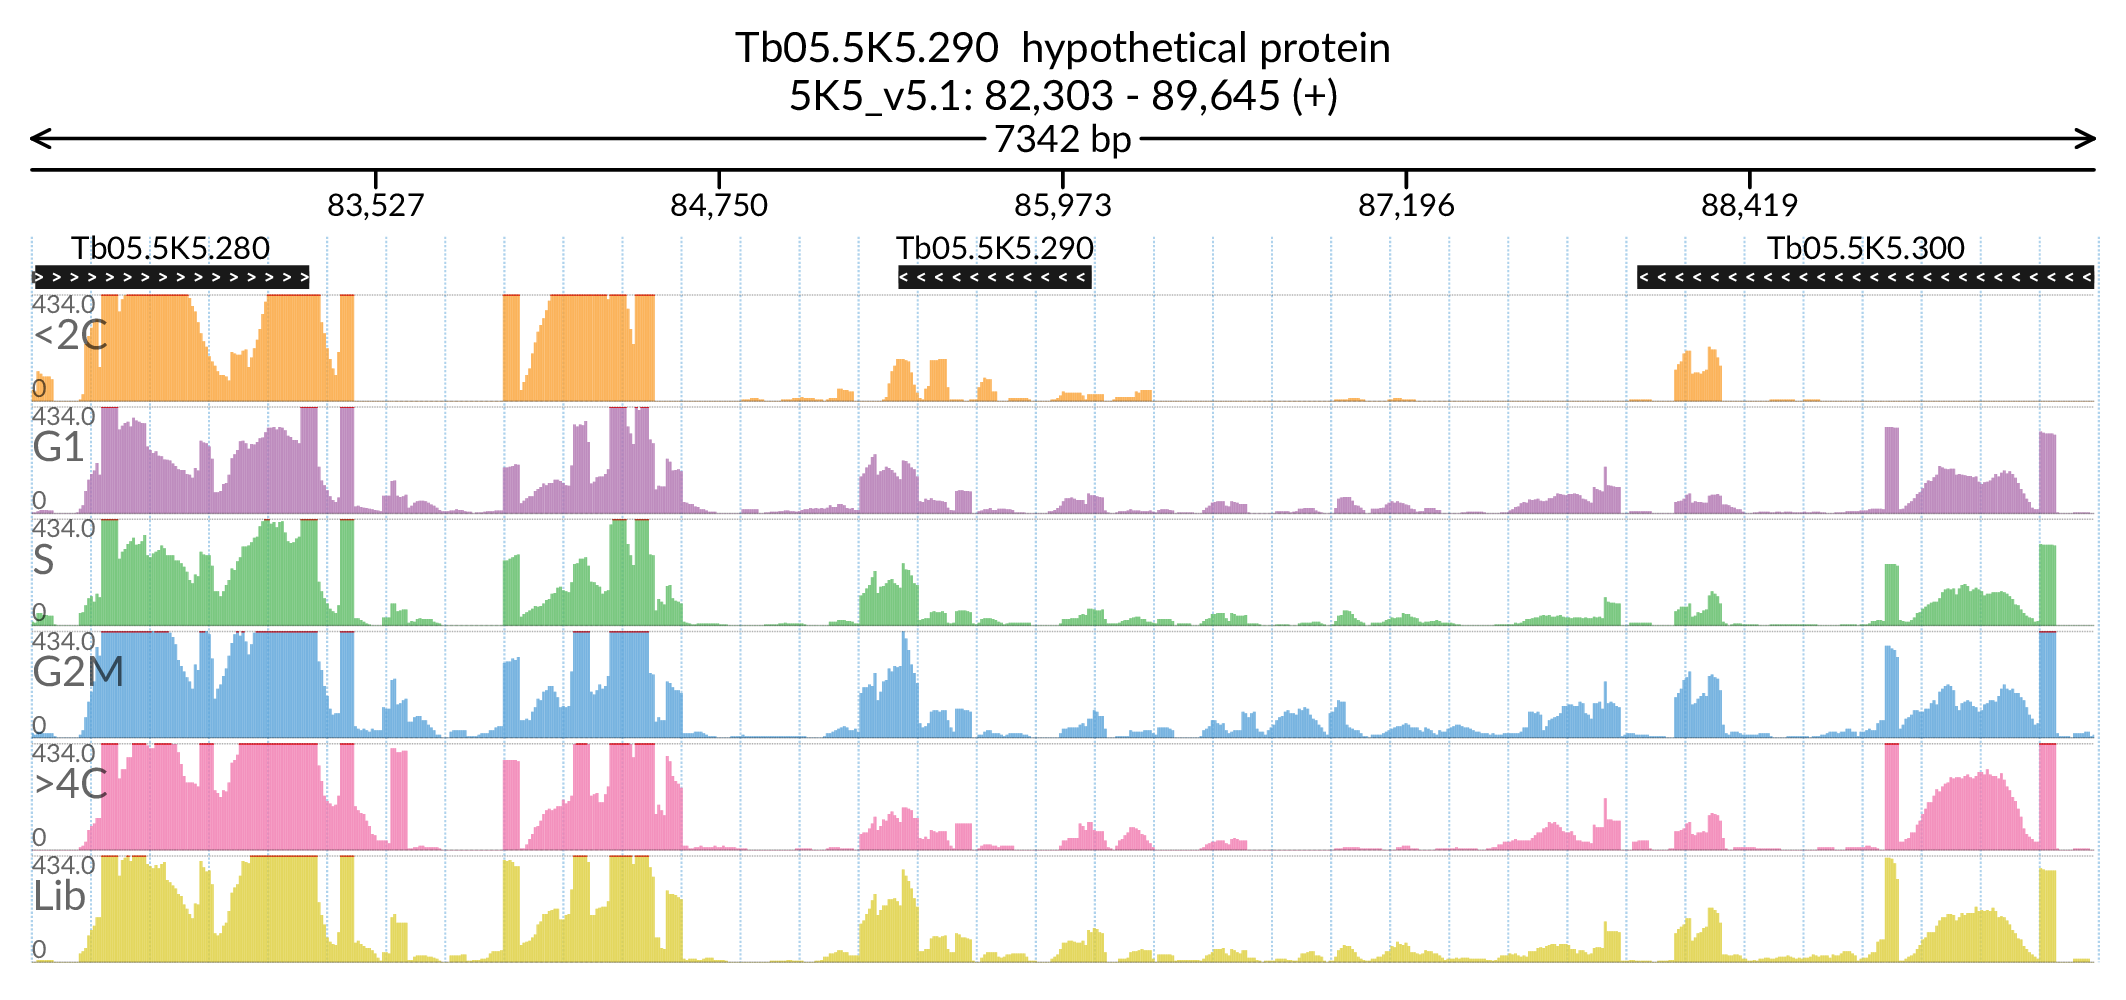 Tb05.5K5.290  hypothetical protein
5K5_v5.1: 82,303 - 89,645 (+)
7342 bp
83,527 84,750 85,973 87,196 88,419
Tb05.5K5.280 Tb05.5K5.290 Tb05.5K5.300
434.0
<2C
0
434.0
G1
0
434.0
S
0
434.0
G2M
0
434.0
>4C
0
434.0
Lib
0